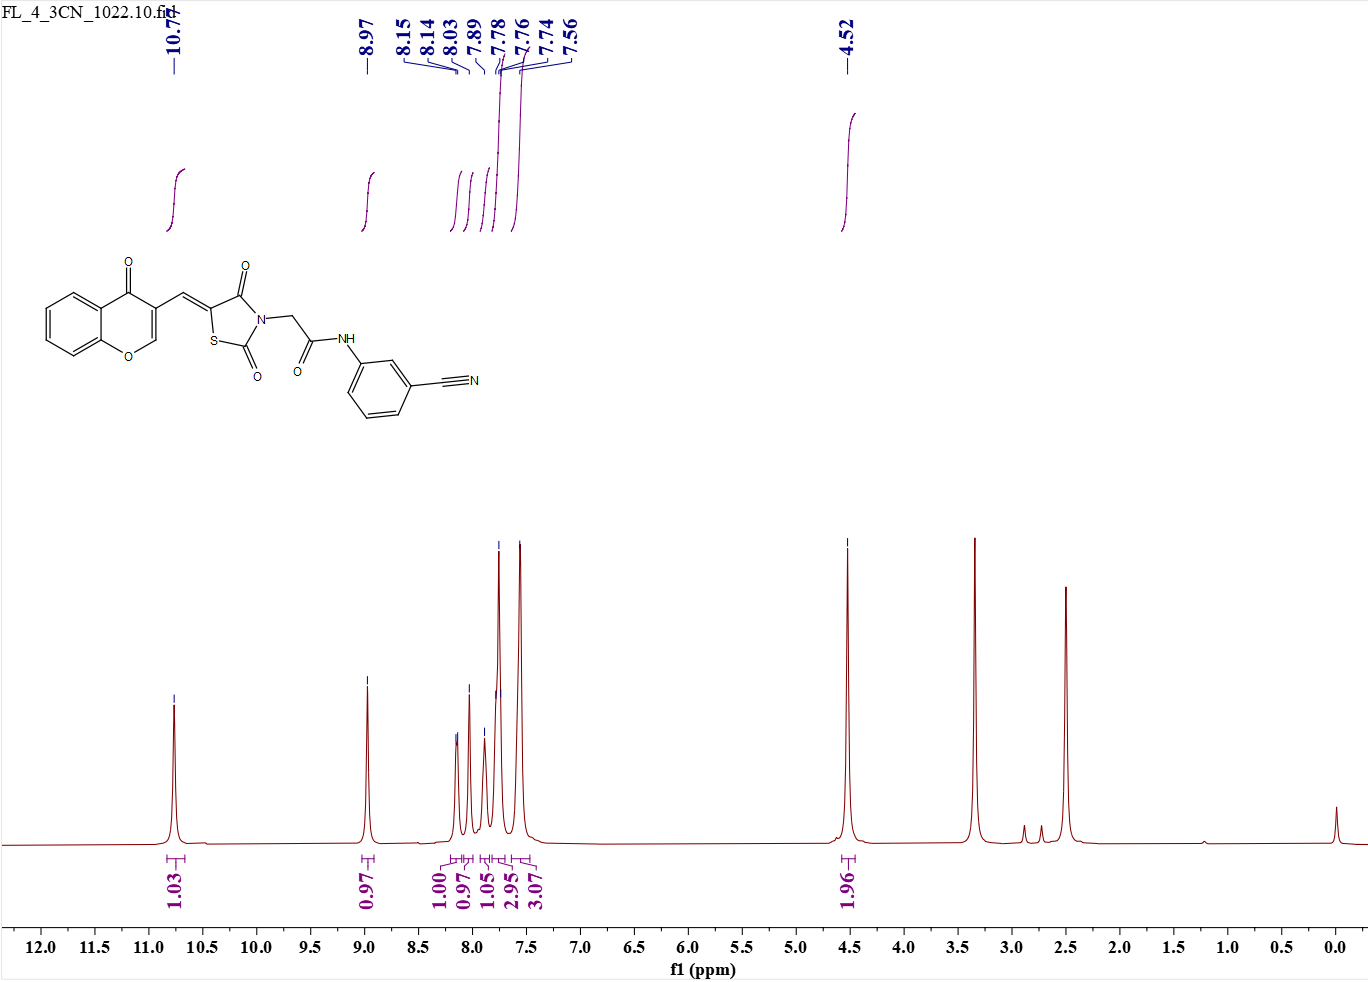 FL_4_3CN_1022.10.fid
10.77
8.97
8.15
8.14
8.03
7.89
7.78
7.76
7.74
7.56
4.52
O
O
O
N
S
O
O
NH
O
N
1.03
0.97
1.00
0.97
1.05
2.95
3.07
1.96
12.0 11.5 11.0 10.5 10.0 9.5 9.0 8.5 8.0 7.5 7.0 6.5 6.0 5.5 5.0 4.5 4.0 3.5 3.0 2.5 2.0 1.5 1.0 0.5 0.0
f1 (ppm)